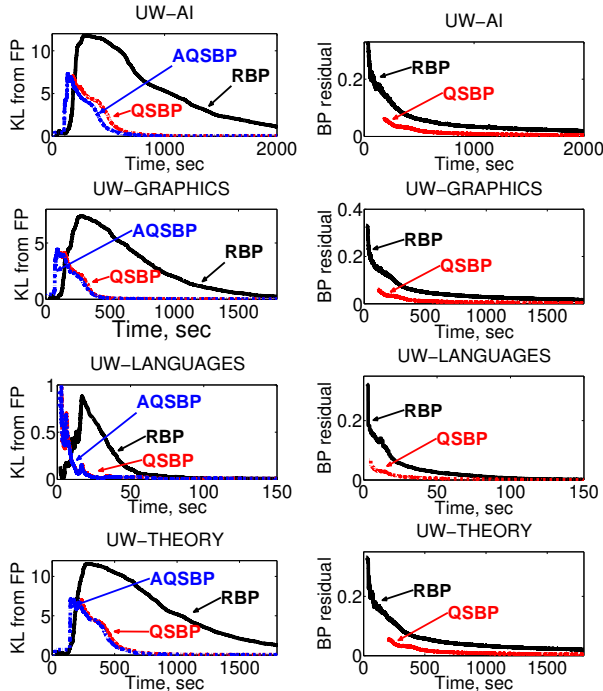 UW-AI
KL from FP
10
5
0
AQSBP
RBP
QSBP
0
1000
2000
Time, sec
UW-AI
BP residual
0.2
0
RBP
QSBP
0
1000
2000
Time, sec
UW-GRAPHICS
KL from FP
5
0
AQSBP
RBP
QSBP
0
500
1000
1500
Time, sec
UW-GRAPHICS
BP residual
0.4
0.2
0
RBP
QSBP
0
500
1000
1500
Time, sec
UW-LANGUAGES
KL from FP
1
0.5
0
AQSBP
RBP
QSBP
0
50
100
150
Time, sec
UW-LANGUAGES
BP residual
0.2
0
RBP
QSBP
0
50
100
150
Time, sec
UW-THEORY
KL from FP
10
5
0
AQSBP
RBP
QSBP
0
500
1000
1500
Time, sec
UW-THEORY
BP residual
0.2
0
RBP
QSBP
0
500
1000
1500
Time, sec